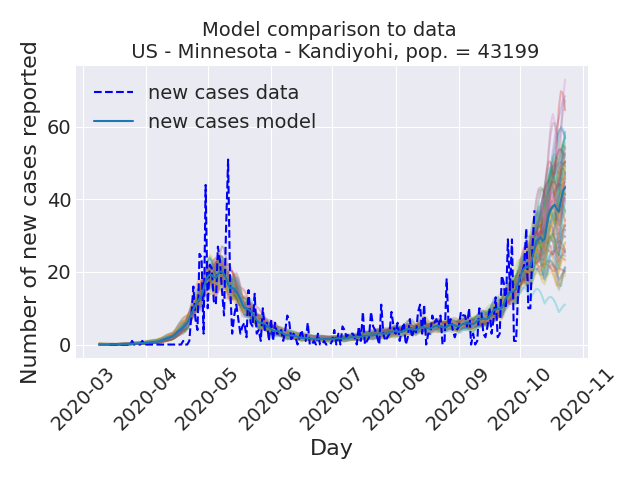 Model comparison to data
US - Minnesota - Kandiyohi, pop. = 43199
Number of new cases reported
60
40
20
0
new cases data
new cases model
2020-03
2020-04
2020-05
2020-06
2020-07
2020-08
2020-09
2020-10
2020-11
Day